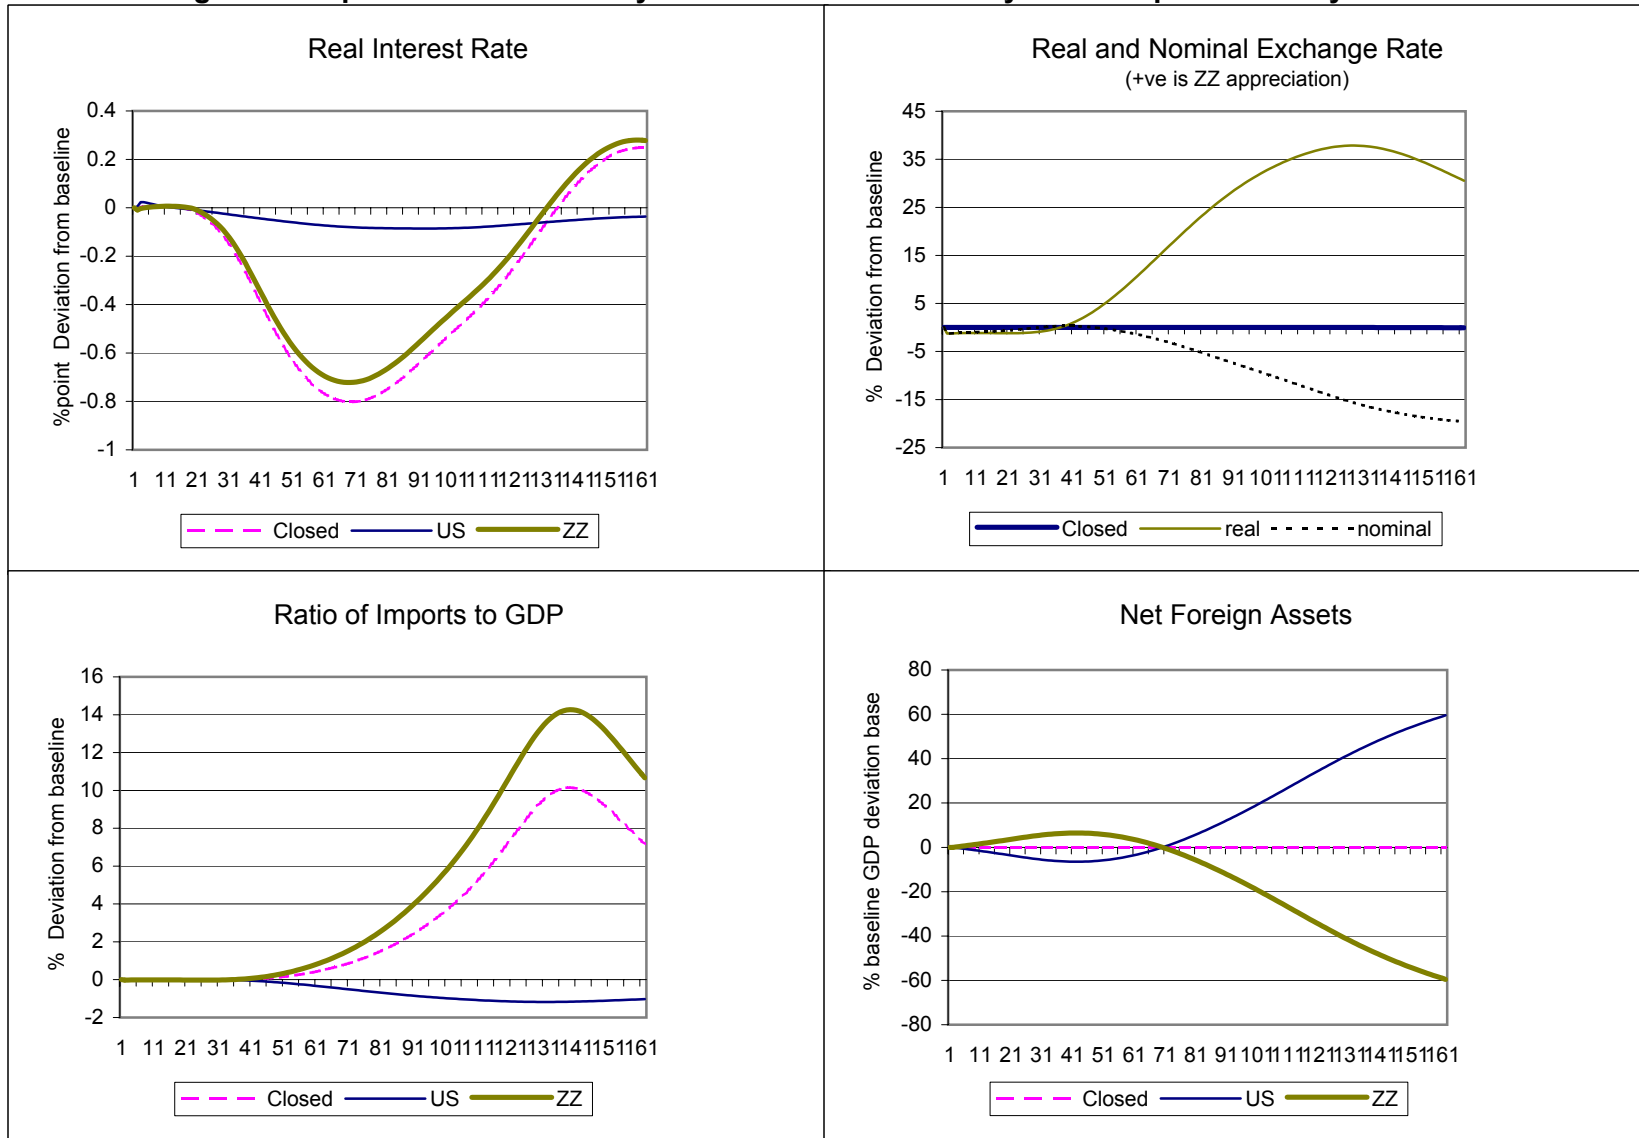 Real Interest Rate
%point Deviation from baseline
0.4
0.2
0
-0.2
-0.4
-0.6
-0.8
-1
1 11 21 31 41 51 61 71 81 91 101 111 121 131 141 151 161
Closed US ZZ
Real and Nominal Exchange Rate
(+ve is ZZ appreciation)
% Deviation from baseline
45
35
25
15
5
-5
-15
-25
1 11 21 31 41 51 61 71 81 91 101 111 121 131 141 151 161
Closed real nominal
Ratio of Imports to GDP
% Deviation from baseline
16
14
12
10
8
6
4
2
0
-2
1 11 21 31 41 51 61 71 81 91 101 111 121 131 141 151 161
Closed US ZZ
Net Foreign Assets
% baseline GDP deviation base
80
60
40
20
0
-20
-40
-60
-80
1 11 21 31 41 51 61 71 81 91 101 111 121 131 141 151 161
Closed US ZZ